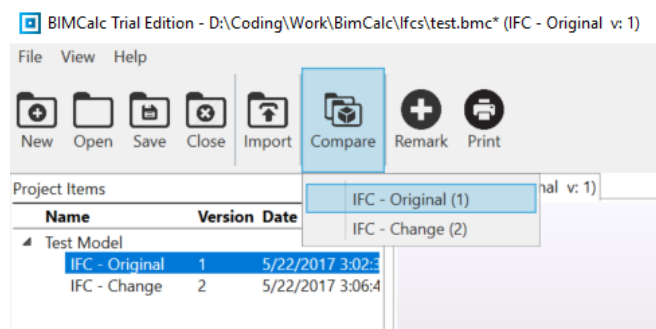 BIMCalc Trial Edition - D:\Coding\Work\BimCalc\Ifcs\test.bmc* (IFC - Original v: 1)
File View Help
New Open Save Close Import Compare Remark Print
Project Items
nal v: 1)
IFC - Original (1)
Name Version Date
IFC - Change (2)
Test Model
IFC - Original 1 5/22/2017 3:02:3
IFC - Change 2 5/22/2017 3:06:4